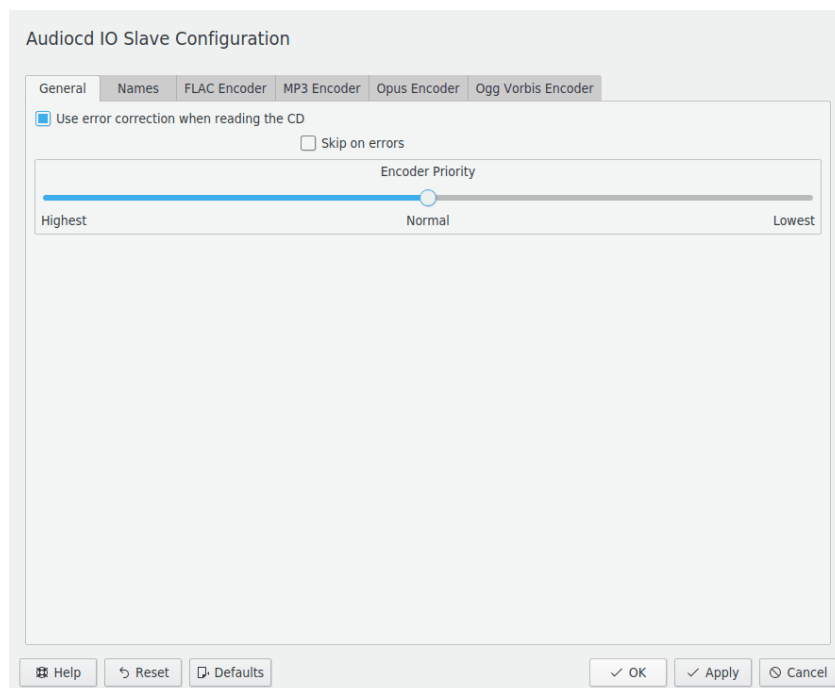 Audiocd IO Slave Configuration
General Names FLAC Encoder MP3 Encoder Opus Encoder Ogg Vorbis Encoder
Use error correction when reading the CD
Skip on errors
Encoder Priority
Highest Normal Lowest
Help Reset Defaults OK Apply Cancel